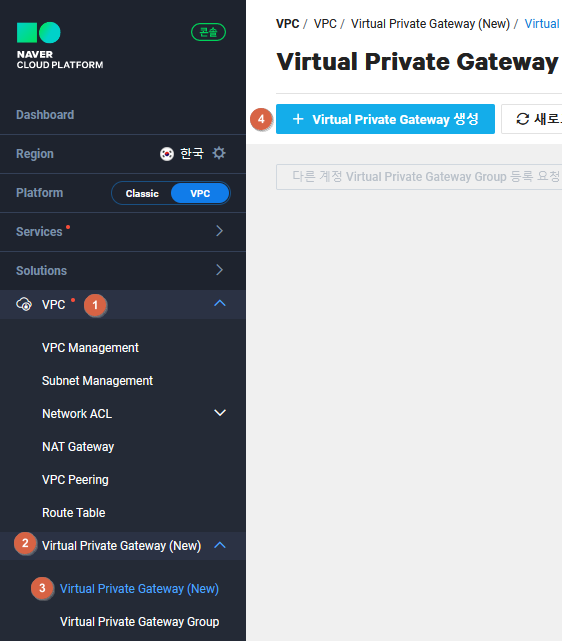 NAVER
CLOUD PLATFORM
콘솔
Dashboard
Region 한국
Platform Classic VPC
Services
Solutions
VPC 1
VPC Management
Subnet Management
Network ACL
NAT Gateway
VPC Peering
Route Table
2 Virtual Private Gateway (New)
3 Virtual Private Gateway (New)
Virtual Private Gateway Group
VPC / VPC / Virtual Private Gateway (New) / Virtual
Virtual Private Gateway
4 + Virtual Private Gateway 생성 새로
다른 계정 Virtual Private Gateway Group 등록 요청